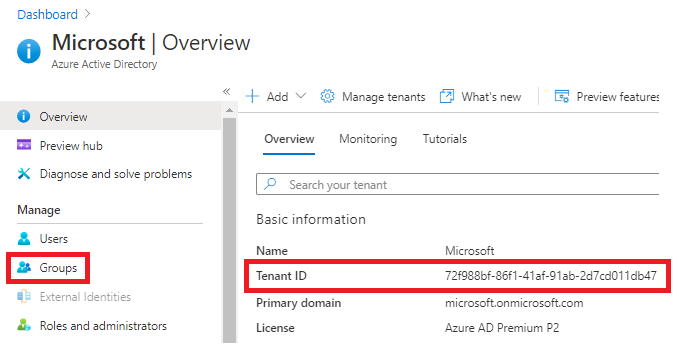 Dashboard >
Microsoft | Overview
Azure Active Directory
«
Overview
Preview hub
Diagnose and solve problems
Manage
Users
Groups
External Identities
Roles and administrators
+ Add Manage tenants What's new Preview features
Overview Monitoring Tutorials
Search your tenant
Basic information
Name Microsoft
Tenant ID 72f988bf-86f1-41af-91ab-2d7cd011db47
Primary domain microsoft.onmicrosoft.com
License Azure AD Premium P2